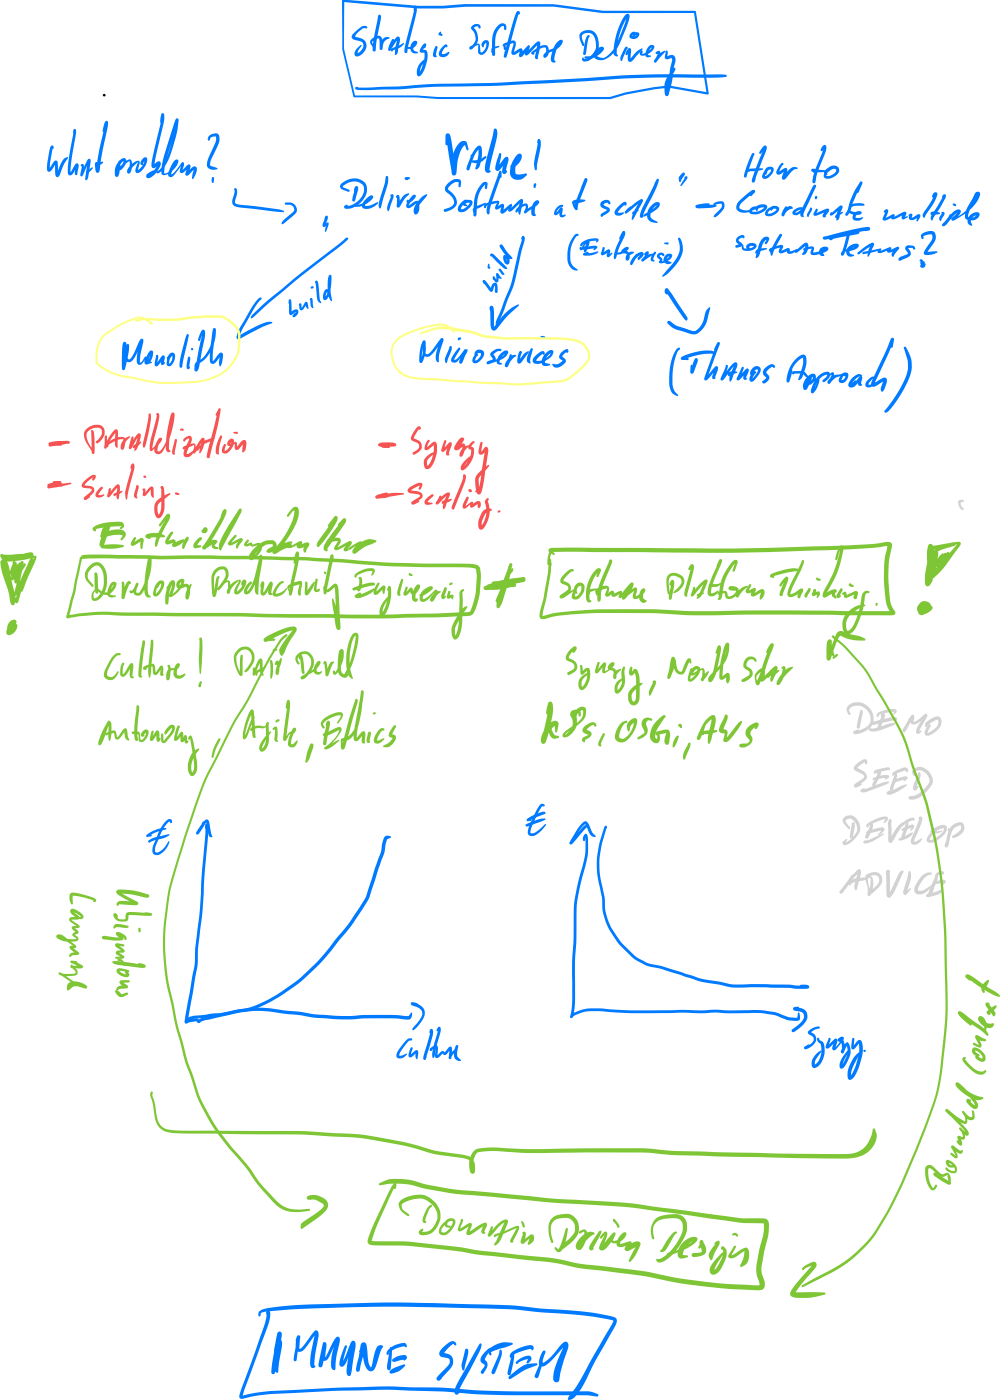 Strategic Software Delivery
What problem?
Value!
"Deliver Software at scale"
(Enterprise)
→ How to
Coordinate multiple
Software Teams?
build
build
Monolith
Microservices
(Thanos Approach)
- Parallelization
- Scaling.
- Synergy
- Scaling.
Entwicklungskultur
! Developer Productivity Engineering + Software Platform Thinking. !
Culture! Pair Devel
Autonomy, Agile, Ethics
Synergy, North Star
k8s, OSGi, AWS
DEMO
SEED
DEVELOP
ADVICE
€
Culture
€
Synergy.
Ubiquitous
Language
Bounded Context
Domain Driven Design
IMMUNE SYSTEM